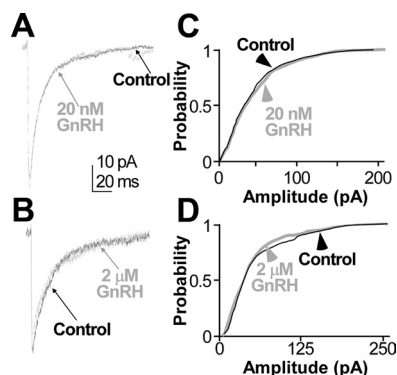 A
Control
20 nM
GnRH
10 pA
20 ms
B
2 μM
GnRH
Control
C
Probability
1
0.5
0
Control
20 nM
GnRH
0
50
100
200
Amplitude (pA)
D
Probability
1
0.5
0
2 μM
GnRH
Control
0
125
250
Amplitude (pA)